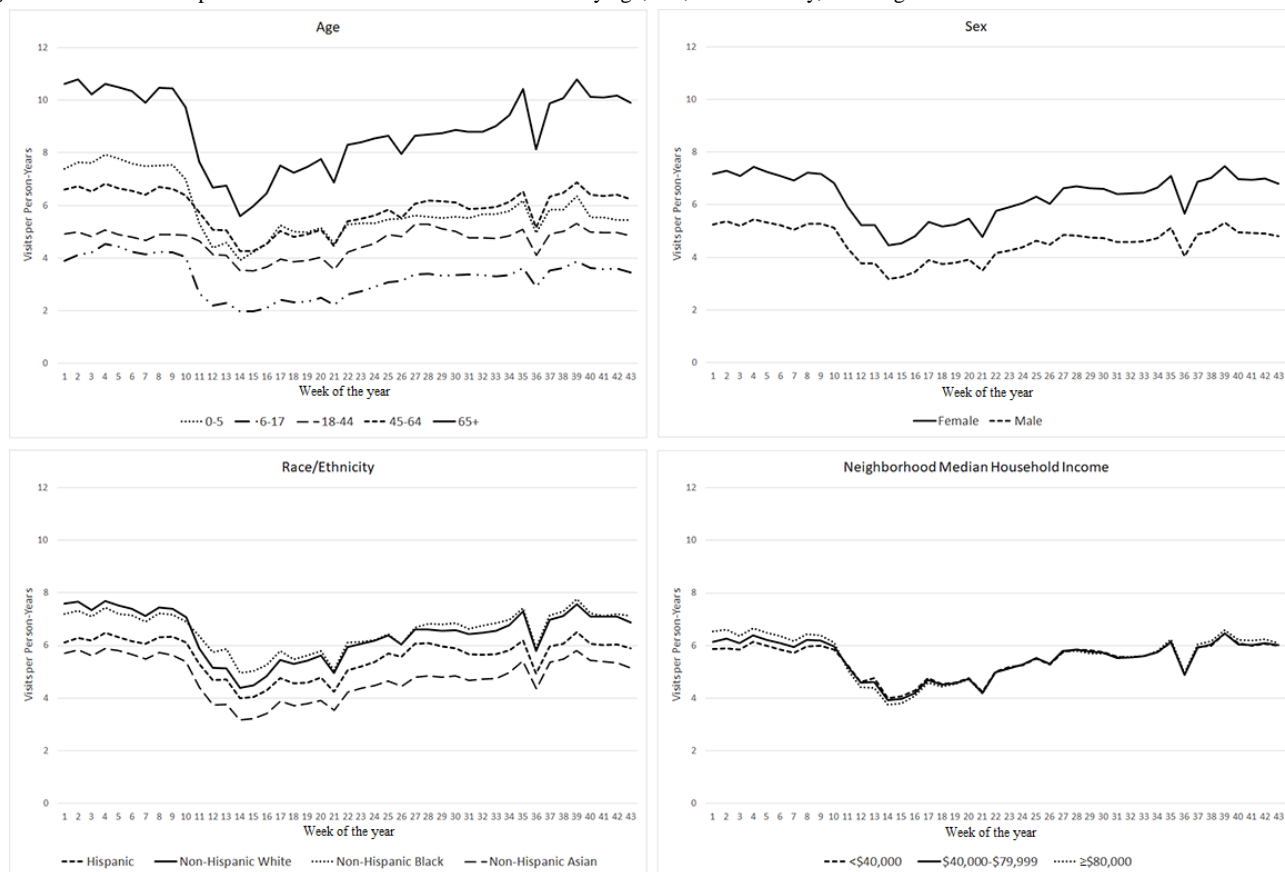 Age
12
10
8
6
4
2
0
Visits per Person-Years
1 2 3 4 5 6 7 8 9 10 11 12 13 14 15 16 17 18 19 20 21 22 23 24 25 26 27 28 29 30 31 32 33 34 35 36 37 38 39 40 41 42 43
Week of the year
0-5 6-17 18-44 45-64 65+
Sex
12
10
8
6
4
2
0
Visits per Person-Years
1 2 3 4 5 6 7 8 9 10 11 12 13 14 15 16 17 18 19 20 21 22 23 24 25 26 27 28 29 30 31 32 33 34 35 36 37 38 39 40 41 42 43
Week of the year
Female Male
Race/Ethnicity
12
10
8
6
4
2
0
Visits per Person-Years
1 2 3 4 5 6 7 8 9 10 11 12 13 14 15 16 17 18 19 20 21 22 23 24 25 26 27 28 29 30 31 32 33 34 35 36 37 38 39 40 41 42 43
Week of the year
Hispanic Non-Hispanic White Non-Hispanic Black Non-Hispanic Asian
Neighborhood Median Household Income
12
10
8
6
4
2
0
Visits per Person-Years
1 2 3 4 5 6 7 8 9 10 11 12 13 14 15 16 17 18 19 20 21 22 23 24 25 26 27 28 29 30 31 32 33 34 35 36 37 38 39 40 41 42 43
Week of the year
<$40,000 $40,000-$79,999 ≥$80,000